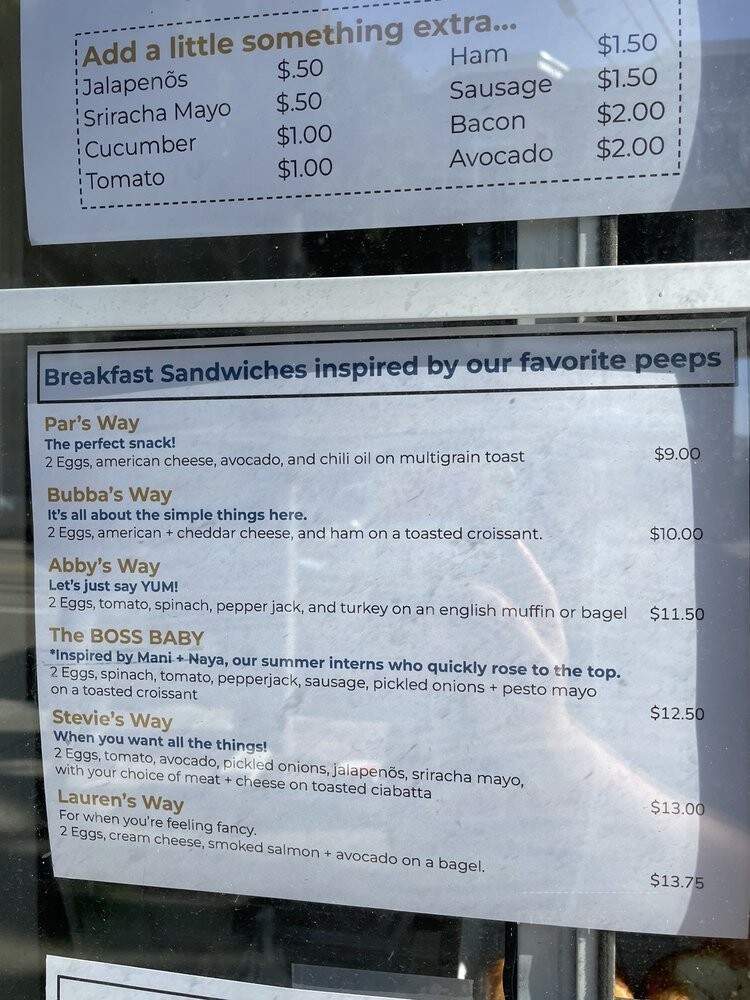 Add a little something extra...
Jalapenõs $.50 Ham $1.50
Sriracha Mayo $.50 Sausage $1.50
Cucumber $1.00 Bacon $2.00
Tomato $1.00 Avocado $2.00
Breakfast Sandwiches inspired by our favorite peeps
Par's Way
The perfect snack!
2 Eggs, american cheese, avocado, and chili oil on multigrain toast $9.00
Bubba's Way
It's all about the simple things here.
2 Eggs, american + cheddar cheese, and ham on a toasted croissant. $10.00
Abby's Way
Let's just say YUM!
2 Eggs, tomato, spinach, pepper jack, and turkey on an english muffin or bagel $11.50
The BOSS BABY
*Inspired by Mani + Naya, our summer interns who quickly rose to the top.
2 Eggs, spinach, tomato, pepperjack, sausage, pickled onions + pesto mayo
on a toasted croissant
$12.50
Stevie's Way
When you want all the things!
2 Eggs, tomato, avocado, pickled onions, jalapenõs, sriracha mayo,
with your choice of meat + cheese on toasted ciabatta
$13.00
Lauren's Way
For when you're feeling fancy.
2 Eggs, cream cheese, smoked salmon + avocado on a bagel.
$13.75